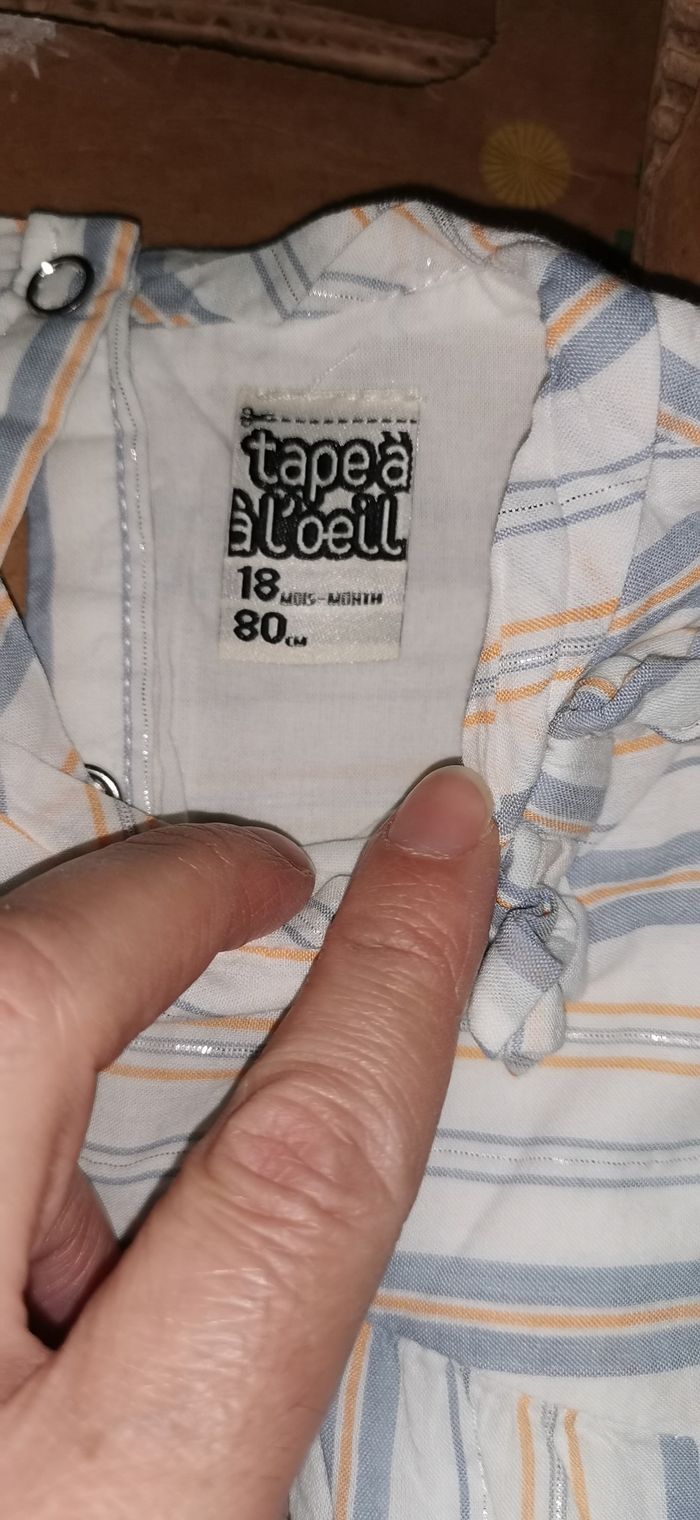 tape à
à l'oeil
18 MOIS-MONTH
80 CM